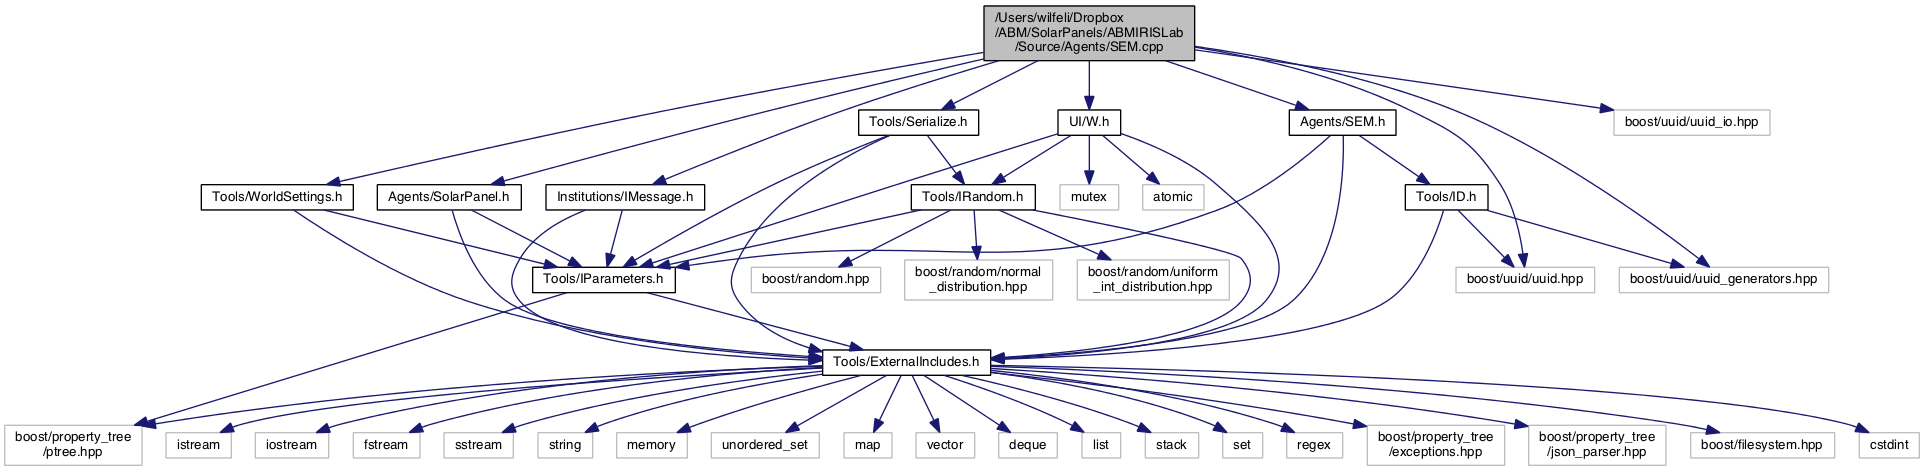 /Users/wilfeli/Dropbox
/ABM/SolarPanels/ABMIRISLab
/Source/Agents/SEM.cpp
Tools/Serialize.h
UI/W.h
Agents/SEM.h
boost/uuid/uuid_io.hpp
Tools/WorldSettings.h
Agents/SolarPanel.h
Institutions/IMessage.h
Tools/IRandom.h
mutex
atomic
Tools/ID.h
Tools/IParameters.h
boost/random.hpp
boost/random/normal
_distribution.hpp
boost/random/uniform
_int_distribution.hpp
boost/uuid/uuid.hpp
boost/uuid/uuid_generators.hpp
Tools/ExternalIncludes.h
boost/property_tree
/ptree.hpp
istream
iostream
fstream
sstream
string
memory
unordered_set
map
vector
deque
list
stack
set
regex
boost/property_tree
/exceptions.hpp
boost/property_tree
/json_parser.hpp
boost/filesystem.hpp
cstdint